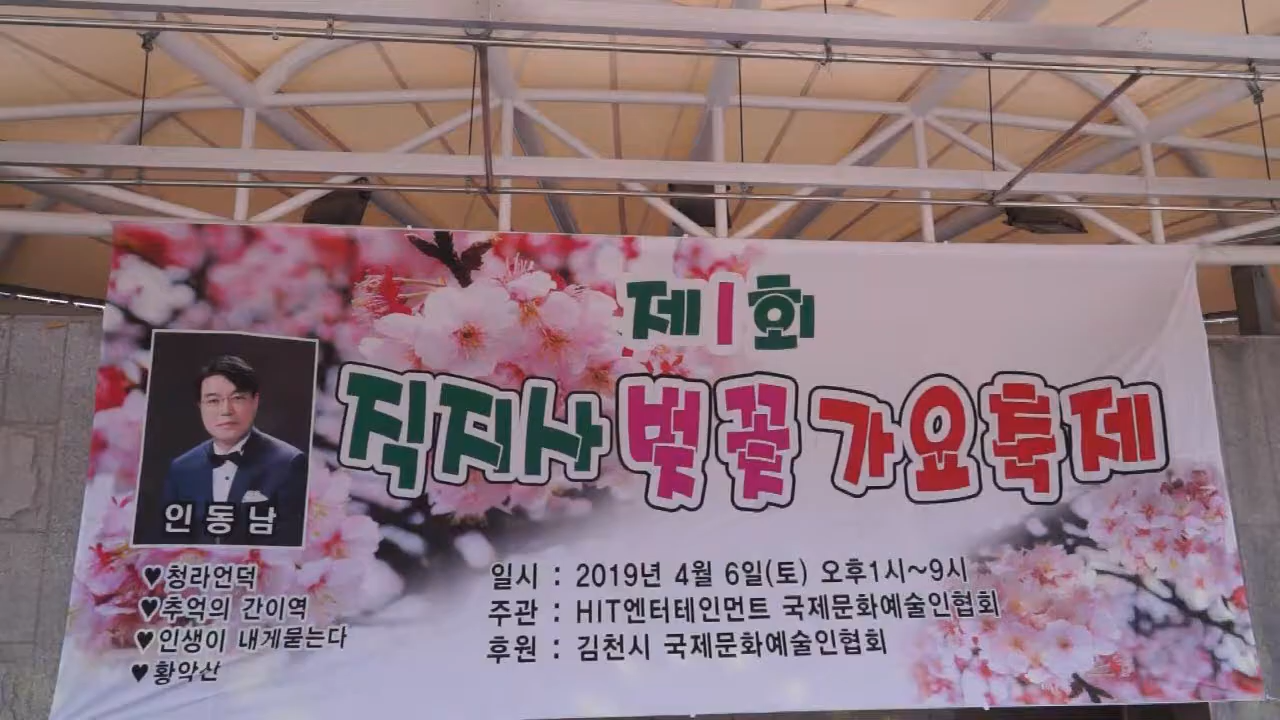 제1회
직지사 벚꽃 가요축제
인동남
♥청라언덕
♥추억의 간이역
♥인생이 내게묻는다
♥황악산
일시 : 2019년 4월 6일(토) 오후1시~9시
주관 : HIT엔터테인먼트 국제문화예술인협회
후원 : 김천시 국제문화예술인협회